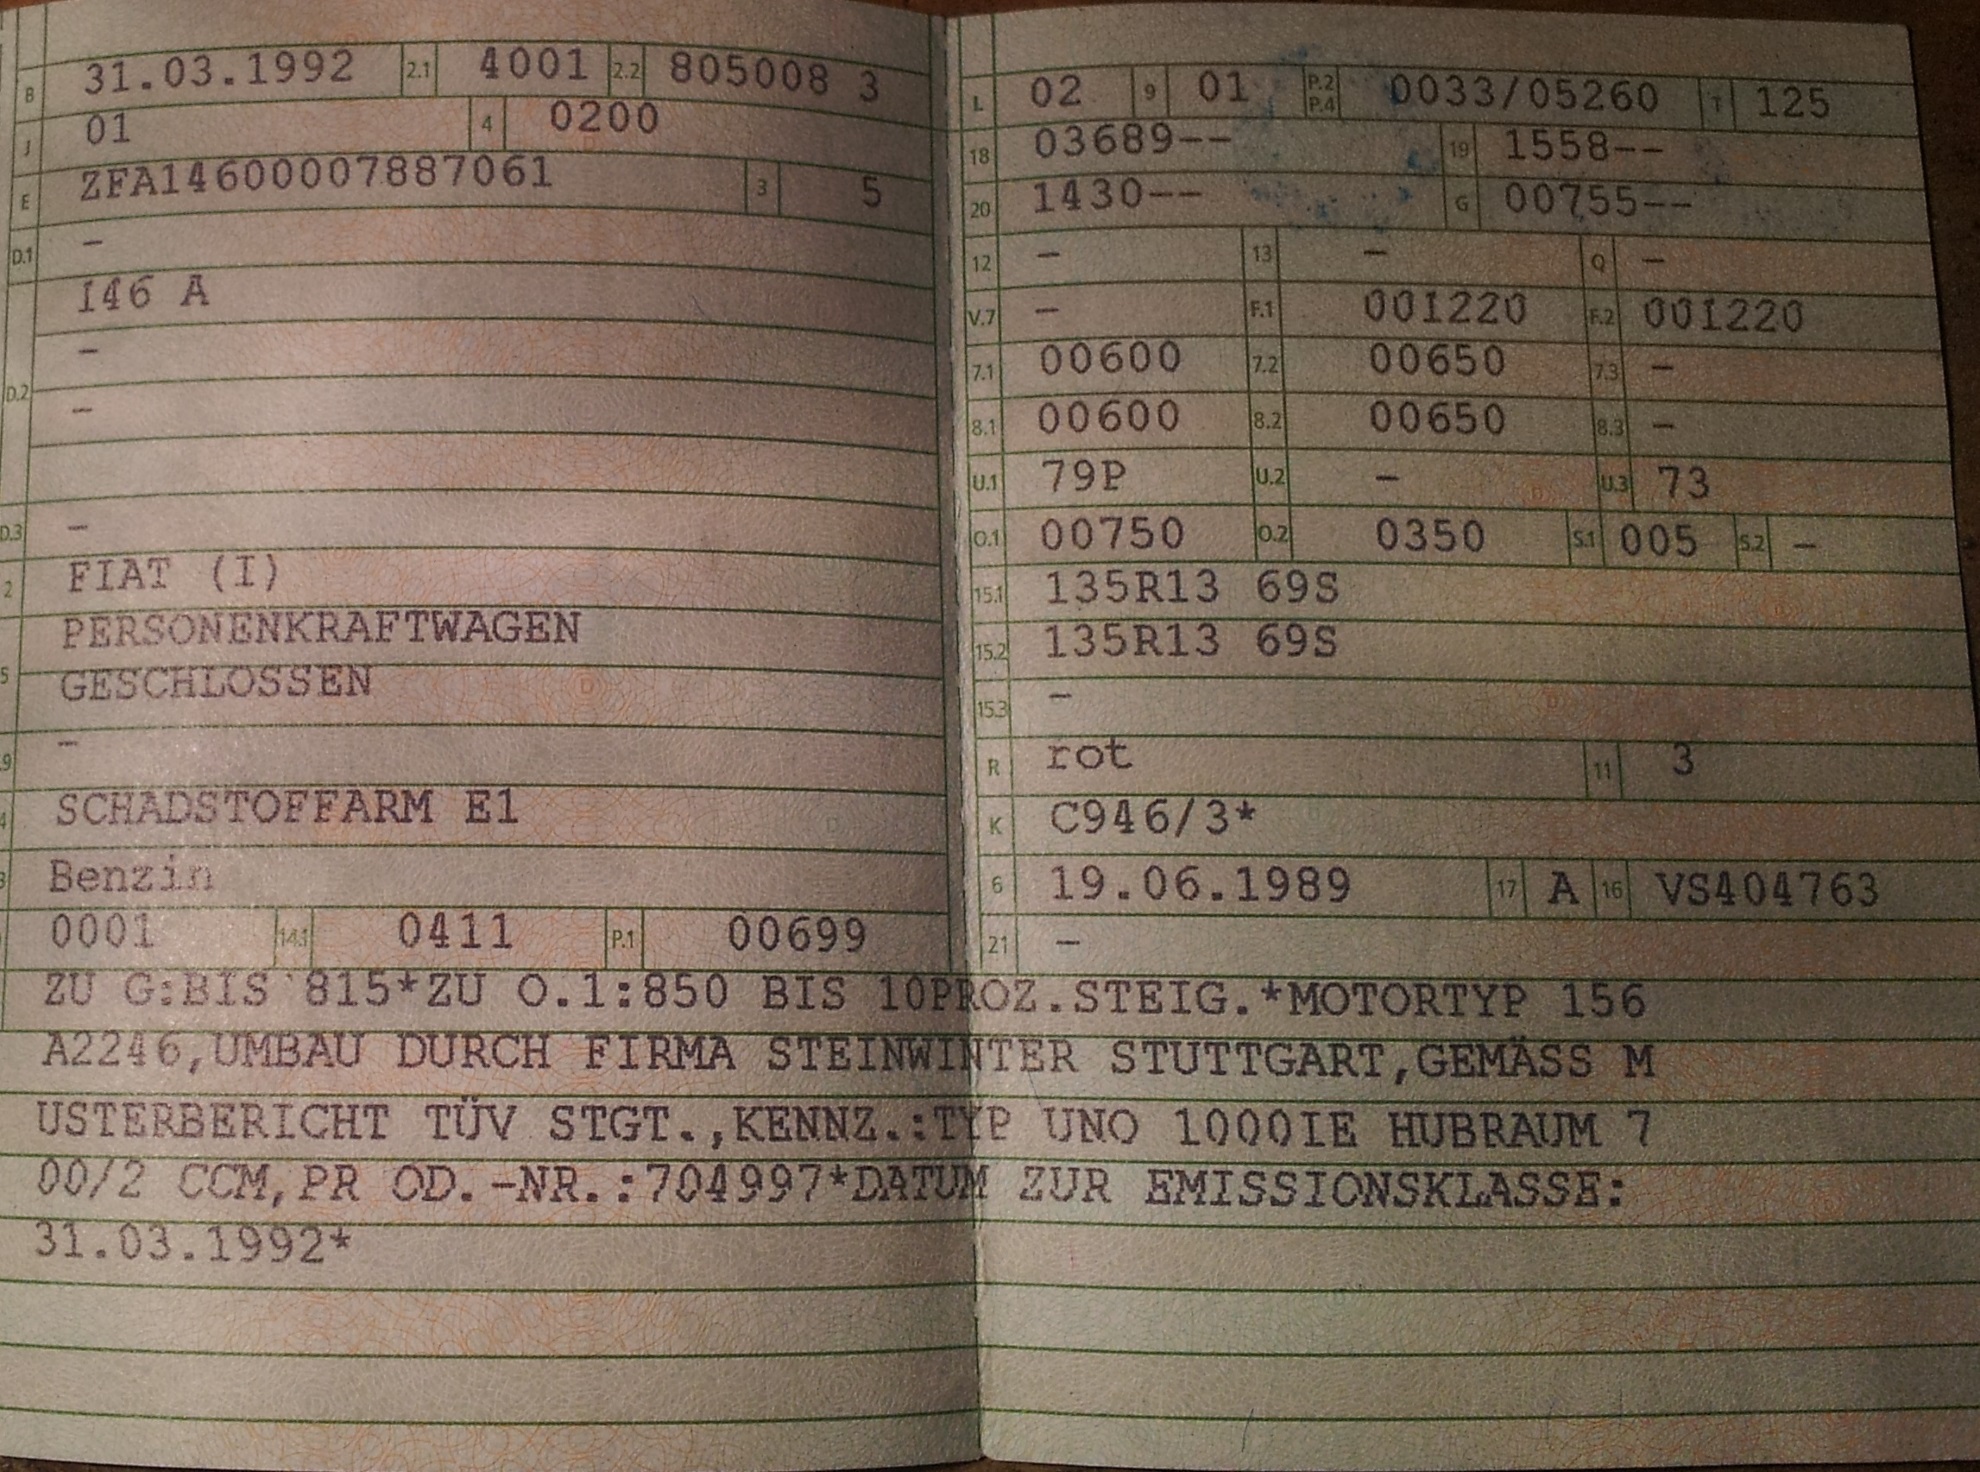 B 31.03.1992 2.1 4001 2.2 805008 3
J 01 4 0200
E ZFA14600007887061 3 5
D.1 -
146 A
-
D.2 -
D.3 -
2 FIAT (I)
PERSONENKRAFTWAGEN
5 GESCHLOSSEN
.9 -
4 SCHADSTOFFARM E1
3 Benzin
0001 14.1 0411 P.1 00699
L 02 9 01 P.2 P.4 0033/05260 T 125
18 03689-- 19 1558--
20 1430-- G 00755--
12 - 13 - Q -
V.7 - F.1 001220 F.2 001220
7.1 00600 7.2 00650 7.3 -
8.1 00600 8.2 00650 8.3 -
U.1 79P U.2 - U.3 73
O.1 00750 O.2 0350 S.1 005 S.2 -
15.1 135R13 69S
15.2 135R13 69S
15.3 -
R rot 11 3
K C946/3*
6 19.06.1989 17 A 16 VS404763
21 -
ZU G:BIS 815*ZU O.1:850 BIS 10PROZ.STEIG.*MOTORTYP 156
A2246,UMBAU DURCH FIRMA STEINWINTER STUTTGART,GEMÄSS M
USTERBERICHT TÜV STGT.,KENNZ.:TYP UNO 1000IE HUBRAUM 7
00/2 CCM,PR OD.-NR.:704997*DATUM ZUR EMISSIONSKLASSE:
31.03.1992*